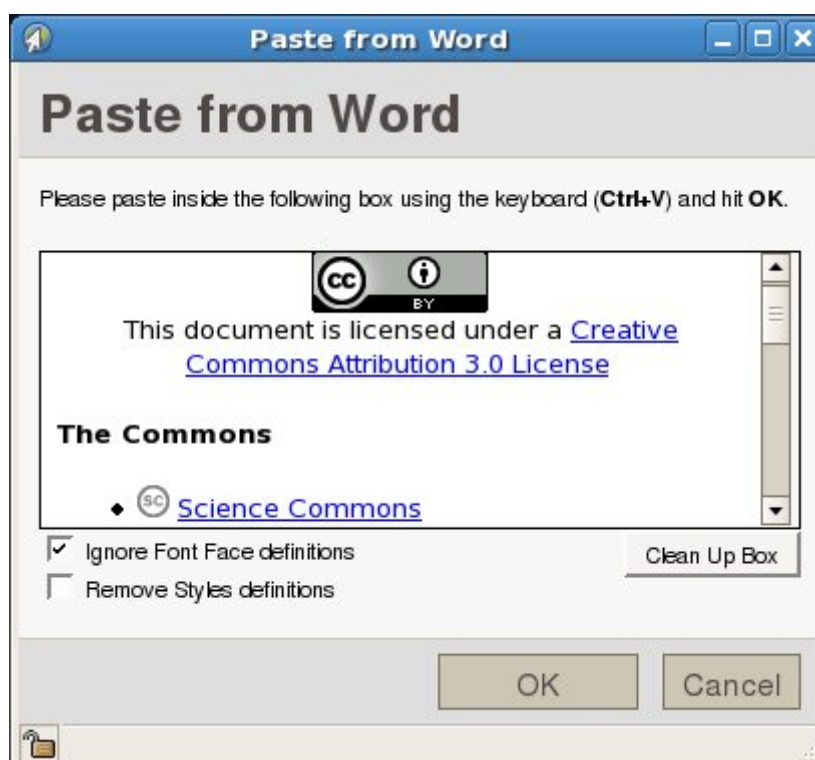 Paste from Word
Paste from Word
Please paste inside the following box using the keyboard (Ctrl+V) and hit OK.
cc
BY
This document is licensed under a Creative
Commons Attribution 3.0 License
The Commons
sc Science Commons
Ignore Font Face definitions
Clean Up Box
Remove Styles definitions
OK
Cancel